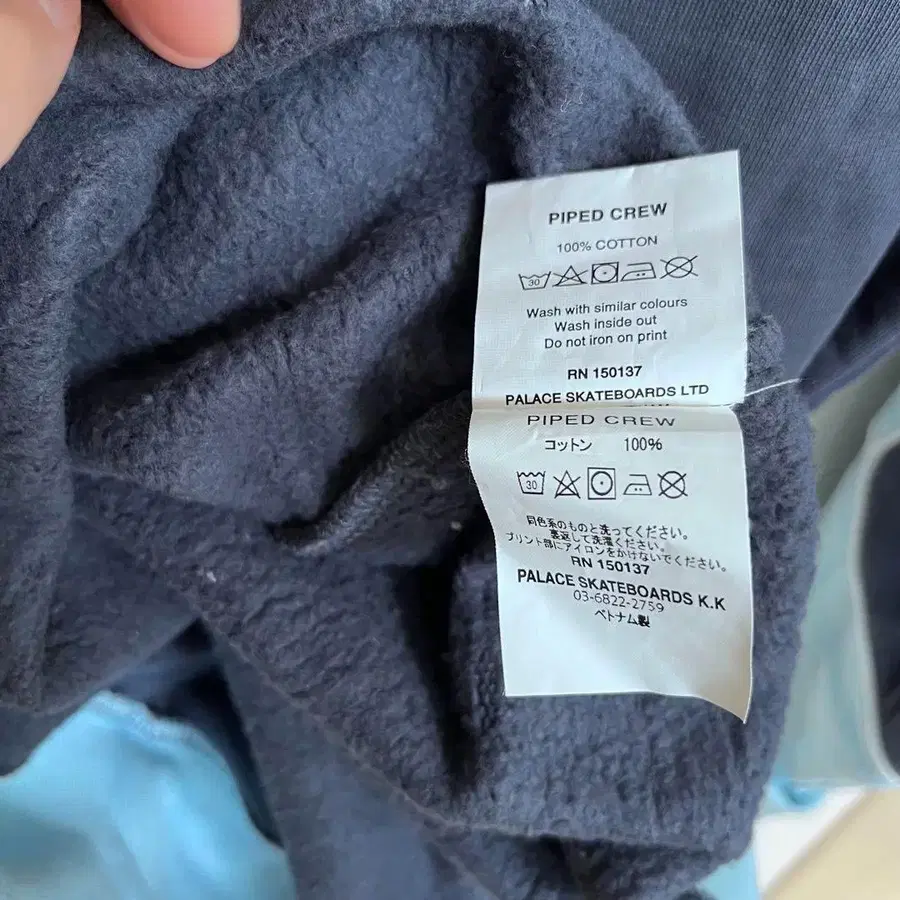 PIPED CREW
100% COTTON
30
Wash with similar colours
Wash inside out
Do not iron on print
RN 150137
PALACE SKATEBOARDS LTD
PIPED CREW
コットン 100%
30
同色系のものと洗ってください。
裏返して洗濯ください。
プリント部にアイロンをかけないでください。
RN 150137
PALACE SKATEBOARDS K.K
03-6822-2759
ベトナム製